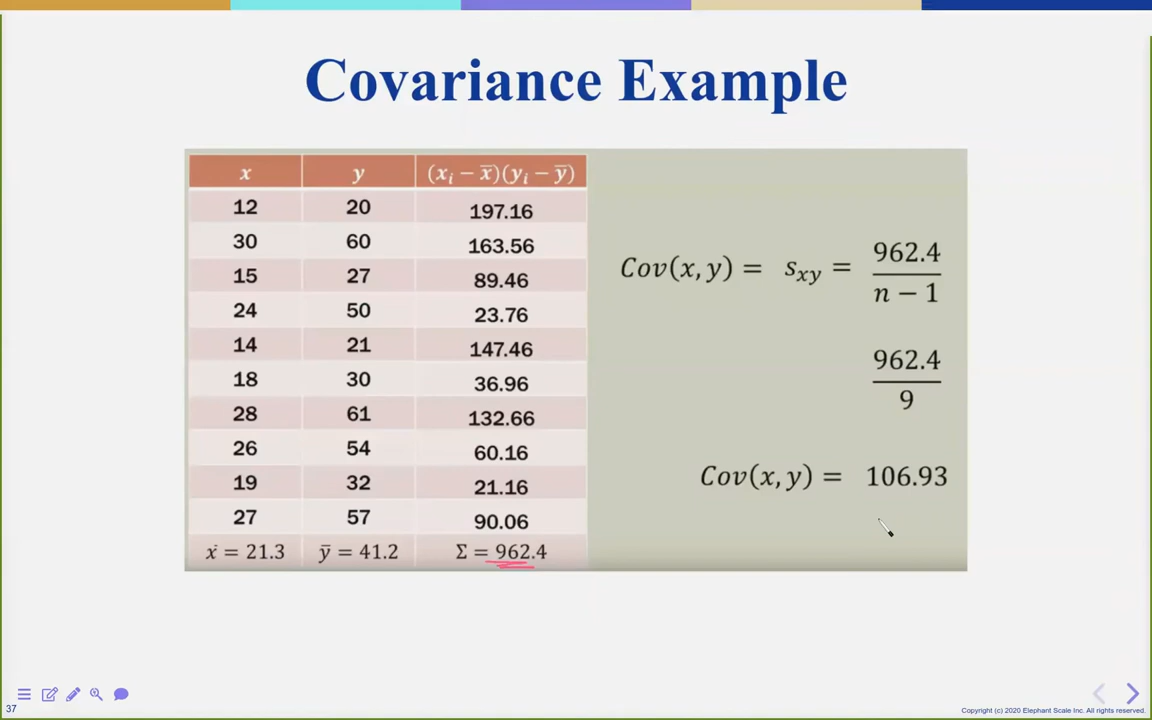 Covariance Example
x y (xᵢ − x̄)(yᵢ − ȳ)
12 20 197.16
30 60 163.56
15 27 89.46
24 50 23.76
14 21 147.46
18 30 36.96
28 61 132.66
26 54 60.16
19 32 21.16
27 57 90.06
x̄ = 21.3 ȳ = 41.2 Σ = 962.4
Cov(x, y) = sₓᵧ = 962.4 / n − 1
962.4 / 9
Cov(x, y) = 106.93
37
Copyright (c) 2020 Elephant Scale Inc. All rights reserved.